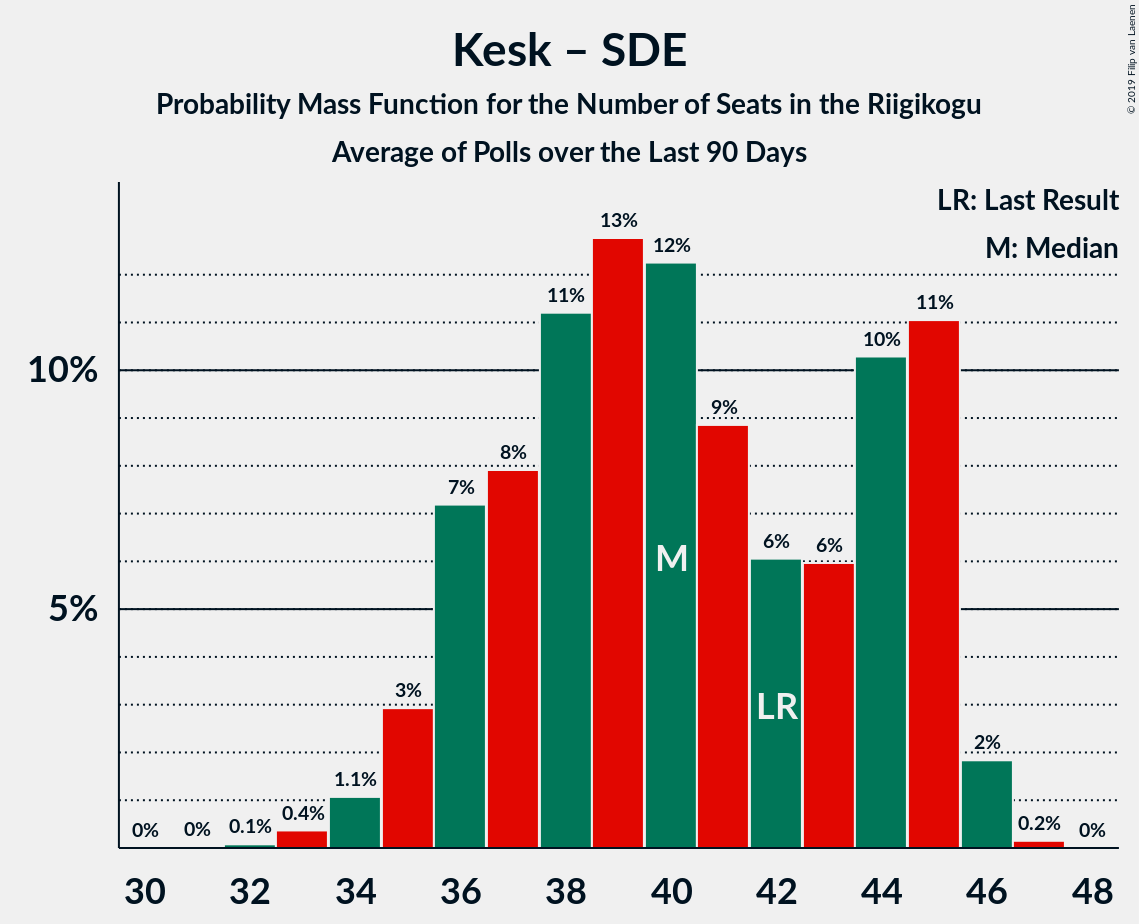 Kesk – SDE
Probability Mass Function for the Number of Seats in the Riigikogu
Average of Polls over the Last 90 Days
© 2019 Filip van Laenen
LR: Last Result
M: Median
10%
5%
0%
0%
0.1%
0.4%
1.1%
3%
7%
8%
11%
13%
12%
9%
6%
6%
10%
11%
2%
0.2%
0%
M
LR
30 32 34 36 38 40 42 44 46 48